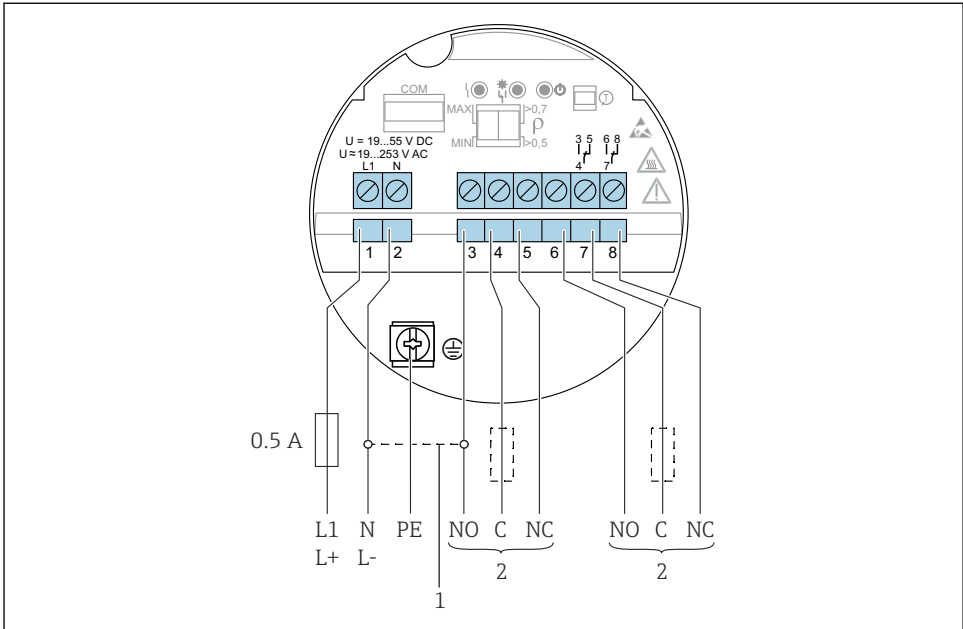 COM
MAX >0,7
ρ
MIN >0,5
U = 19...55 V DC
U ≈ 19...253 V AC
L1 N
3 5 6 8
4 7
T
1 2 3 4 5 6 7 8
0.5 A
L1 N PE NO C NC NO C NC
L+ L- 2 2
1